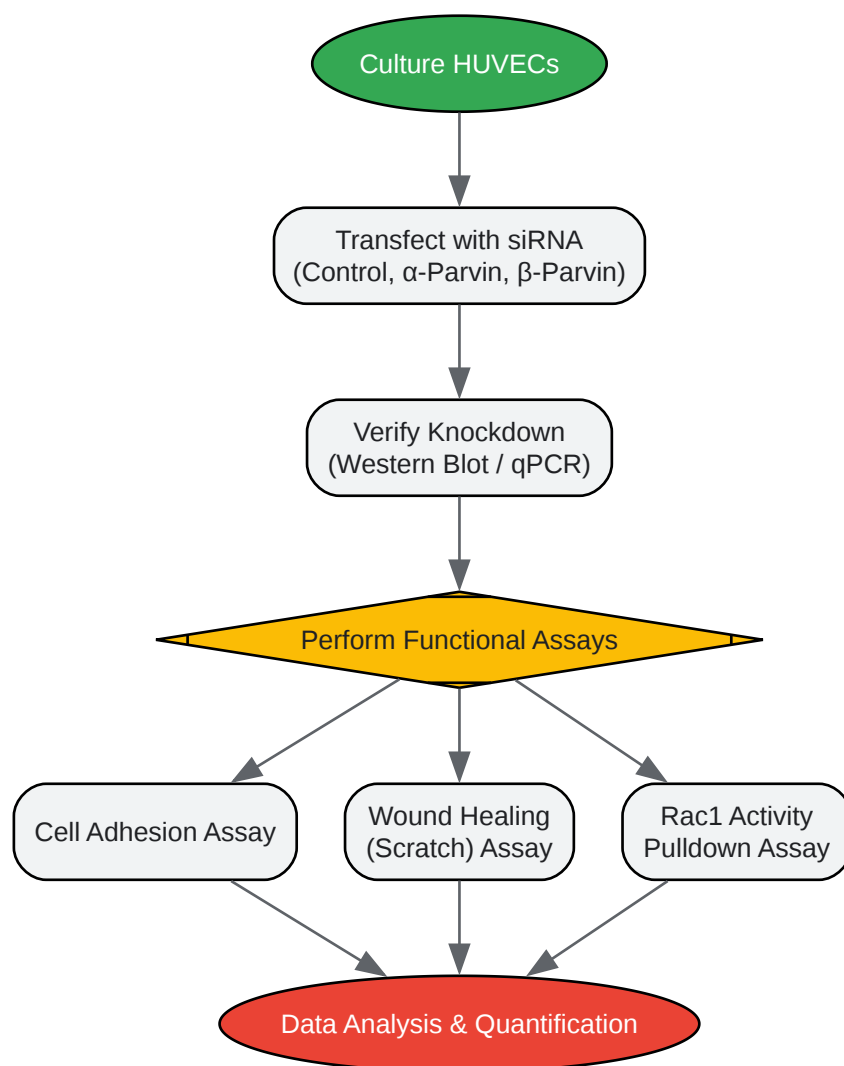 Culture HUVECs
Transfect with siRNA
(Control, α-Parvin, β-Parvin)
Verify Knockdown
(Western Blot / qPCR)
Perform Functional Assays
Cell Adhesion Assay
Wound Healing
(Scratch) Assay
Rac1 Activity
Pulldown Assay
Data Analysis & Quantification